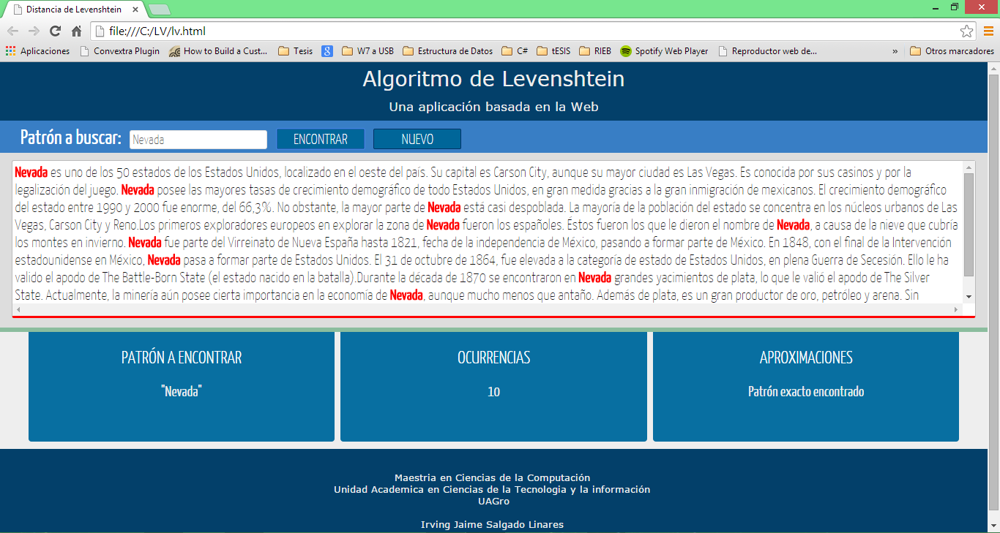 Distancia de Levenshtein
file:///C:/LV/lv.html
Aplicaciones Convextra Plugin How to Build a Cust... Tesis W7 a USB Estructura de Datos C# tESIS RIEB Spotify Web Player Reproductor web de... » Otros marcadores
Algoritmo de Levenshtein
Una aplicación basada en la Web
Patrón a buscar: Nevada ENCONTRAR NUEVO
Nevada es uno de los 50 estados de los Estados Unidos, localizado en el oeste del país. Su capital es Carson City, aunque su mayor ciudad es Las Vegas. Es conocida por sus casinos y por la
legalización del juego. Nevada posee las mayores tasas de crecimiento demográfico de todo Estados Unidos, en gran medida gracias a la gran inmigración de mexicanos. El crecimiento demográfico
del estado entre 1990 y 2000 fue enorme, del 66,3%. No obstante, la mayor parte de Nevada está casi despoblada. La mayoría de la población del estado se concentra en los núcleos urbanos de Las
Vegas, Carson City y Reno.Los primeros exploradores europeos en explorar la zona de Nevada fueron los españoles. Éstos fueron los que le dieron el nombre de Nevada, a causa de la nieve que cubría
los montes en invierno. Nevada fue parte del Virreinato de Nueva España hasta 1821, fecha de la independencia de México, pasando a formar parte de México. En 1848, con el final de la Intervención
estadounidense en México, Nevada pasa a formar parte de Estados Unidos. El 31 de octubre de 1864, fue elevada a la categoría de estado de Estados Unidos, en plena Guerra de Secesión. Ello le ha
valido el apodo de The Battle-Born State (el estado nacido en la batalla).Durante la década de 1870 se encontraron en Nevada grandes yacimientos de plata, lo que le valió el apodo de The Silver
State. Actualmente, la minería aún posee cierta importancia en la economía de Nevada, aunque mucho menos que antaño. Además de plata, es un gran productor de oro, petróleo y arena. Sin
PATRÓN A ENCONTRAR
"Nevada"
OCURRENCIAS
10
APROXIMACIONES
Patrón exacto encontrado
Maestria en Ciencias de la Computación
Unidad Academica en Ciencias de la Tecnologia y la información
UAGro
Irving Jaime Salgado Linares